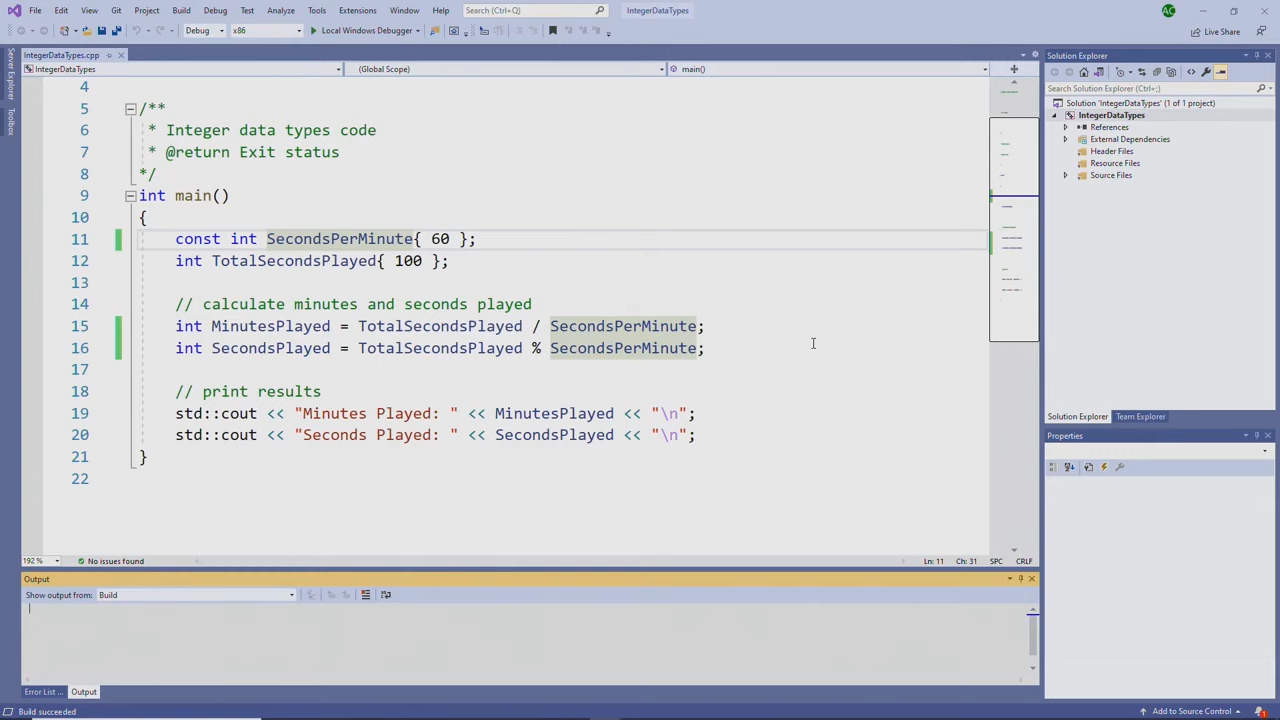 File Edit View Git Project Build Debug Test Analyze Tools Extensions Window Help Search (Ctrl+Q) IntegerDataTypes AC
Debug x86 Local Windows Debugger Live Share
IntegerDataTypes.cpp
IntegerDataTypes (Global Scope) main()
Server Explorer
Toolbox
4
5 /**
6 * Integer data types code
7 * @return Exit status
8 */
9 int main()
10 {
11 const int SecondsPerMinute{ 60 };
12 int TotalSecondsPlayed{ 100 };
13
14 // calculate minutes and seconds played
15 int MinutesPlayed = TotalSecondsPlayed / SecondsPerMinute;
16 int SecondsPlayed = TotalSecondsPlayed % SecondsPerMinute;
17
18 // print results
19 std::cout << "Minutes Played: " << MinutesPlayed << "\n";
20 std::cout << "Seconds Played: " << SecondsPlayed << "\n";
21 }
22
192 % No issues found Ln: 11 Ch: 31 SPC CRLF
Output
Show output from: Build
Error List ... Output
Build succeeded
Solution Explorer
Search Solution Explorer (Ctrl+;)
Solution 'IntegerDataTypes' (1 of 1 project)
IntegerDataTypes
References
External Dependencies
Header Files
Resource Files
Source Files
Solution Explorer Team Explorer
Properties
Add to Source Control 1